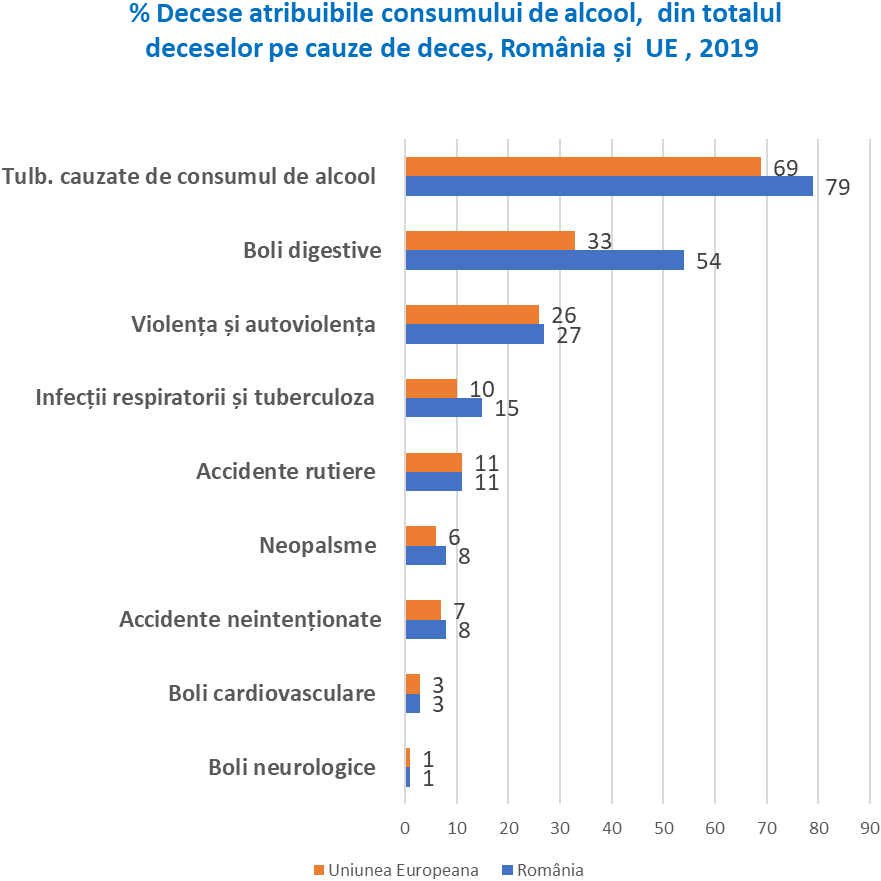 % Decese atribuibile consumului de alcool, din totalul
deceselor pe cauze de deces, România și UE , 2019
Tulb. cauzate de consumul de alcool
69
79
Boli digestive
33
54
Violența și autoviolența
26
27
Infecții respiratorii și tuberculoza
10
15
Accidente rutiere
11
11
Neopalsme
6
8
Accidente neintenționate
7
8
Boli cardiovasculare
3
3
Boli neurologice
1
1
0 10 20 30 40 50 60 70 80 90
Uniunea Europeana România